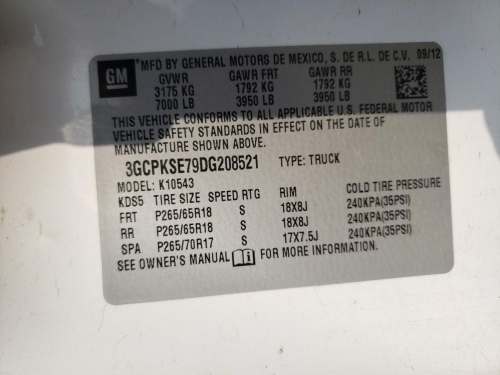 GM
MFD BY GENERAL MOTORS DE MEXICO, S. DE R.L. DE C.V. 09/12
GVWR GAWR FRT GAWR RR
3175 KG 1792 KG 1792 KG
7000 LB 3950 LB 3950 LB
THIS VEHICLE CONFORMS TO ALL APPLICABLE U.S. FEDERAL MOTOR
VEHICLE SAFETY STANDARDS IN EFFECT ON THE DATE OF
MANUFACTURE SHOWN ABOVE.
3GCPKSE79DG208521 TYPE: TRUCK
MODEL: K10543
KDS5 TIRE SIZE SPEED RTG RIM COLD TIRE PRESSURE
FRT P265/65R18 S 18X8J 240KPA(35PSI)
RR P265/65R18 S 18X8J 240KPA(35PSI)
SPA P265/70R17 S 17X7.5J 240KPA(35PSI)
SEE OWNER'S MANUAL FOR MORE INFORMATION.